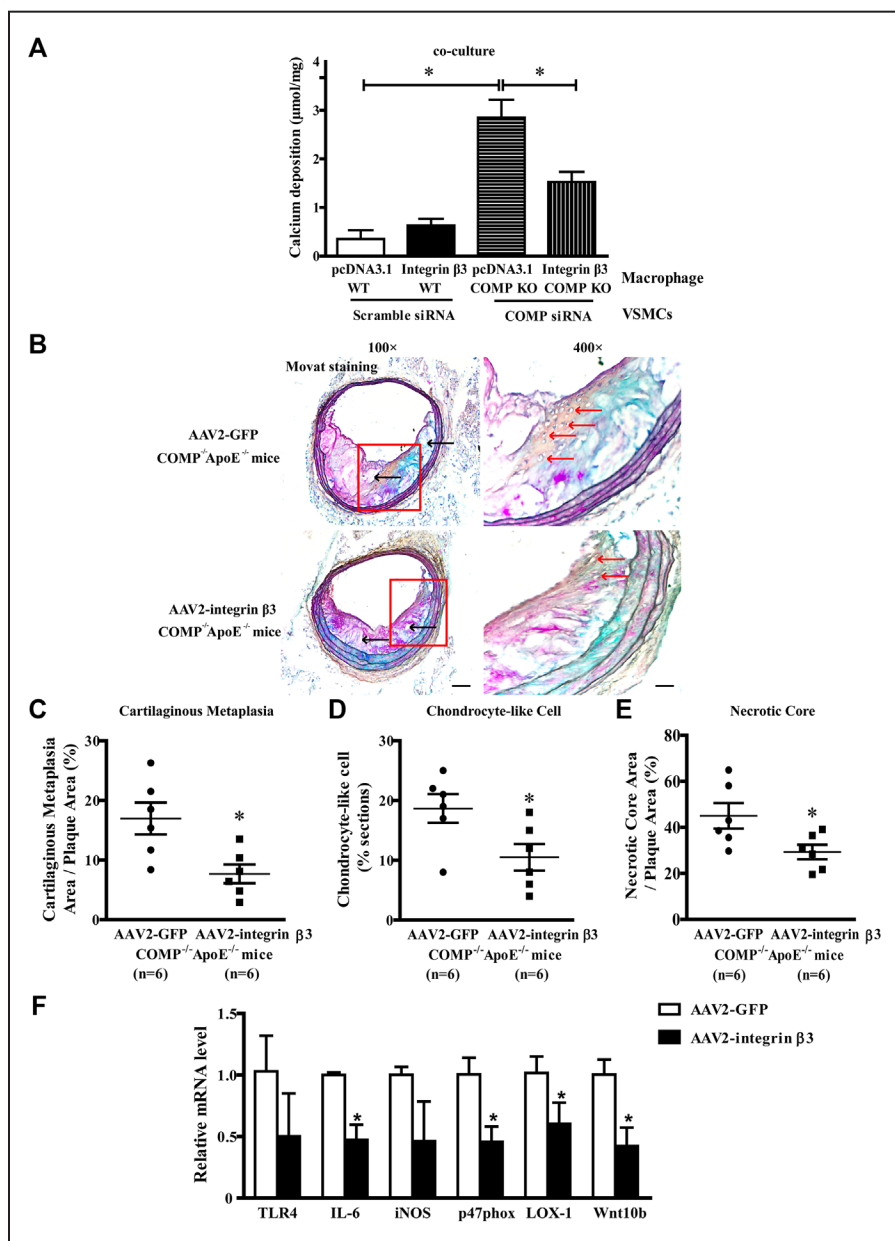 A
co-culture
Calcium deposition (μmol/mg)
4
3
2
1
0
*
*
pcDNA3.1 Integrin β3 pcDNA3.1 Integrin β3
WT WT COMP KO COMP KO
Macrophage
Scramble siRNA COMP siRNA VSMCs
B
100× 400×
Movat staining
AAV2-GFP
COMP-/-ApoE-/- mice
AAV2-integrin β3
COMP-/-ApoE-/- mice
C
Cartilaginous Metaplasia
Cartilaginous Metaplasia
Area / Plaque Area (%)
30
20
10
0
*
AAV2-GFP AAV2-integrin β3
COMP-/-ApoE-/- mice
(n=6) (n=6)
D
Chondrocyte-like Cell
Chondrocyte-like cell
(% sections)
30
20
10
0
*
AAV2-GFP AAV2-integrin β3
COMP-/-ApoE-/- mice
(n=6) (n=6)
E
Necrotic Core
Necrotic Core Area
/ Plaque Area (%)
80
60
40
20
0
*
AAV2-GFP AAV2-integrin β3
COMP-/-ApoE-/- mice
(n=6) (n=6)
F
Relative mRNA level
1.5
1.0
0.5
0
* * * *
TLR4 IL-6 iNOS p47phox LOX-1 Wnt10b
AAV2-GFP
AAV2-integrin β3